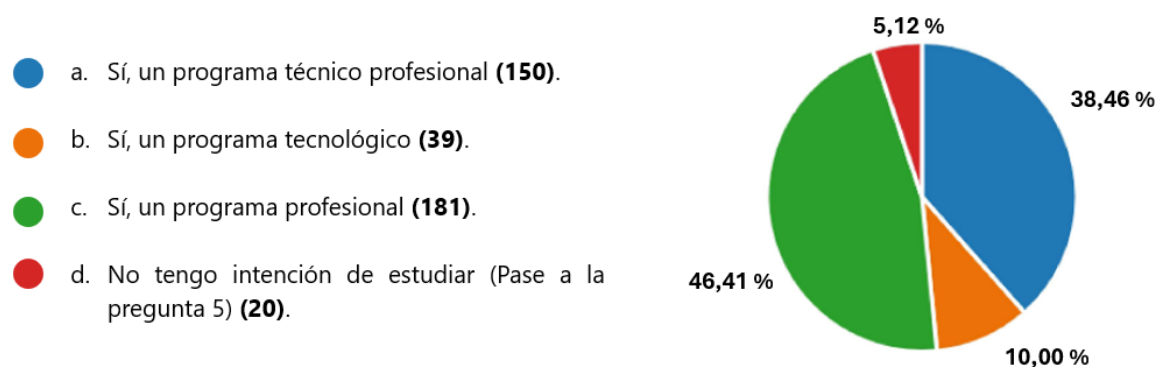 a. Sí, un programa técnico profesional (150).
b. Sí, un programa tecnológico (39).
c. Sí, un programa profesional (181).
d. No tengo intención de estudiar (Pase a la
pregunta 5) (20).
5,12 %
38,46 %
46,41 %
10,00 %